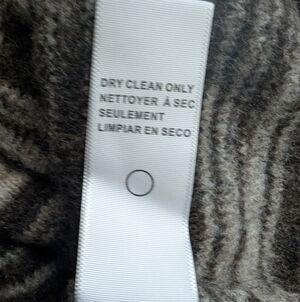 DRY CLEAN ONLY
NETTOYER À SEC
SEULEMENT
LIMPIAR EN SECO